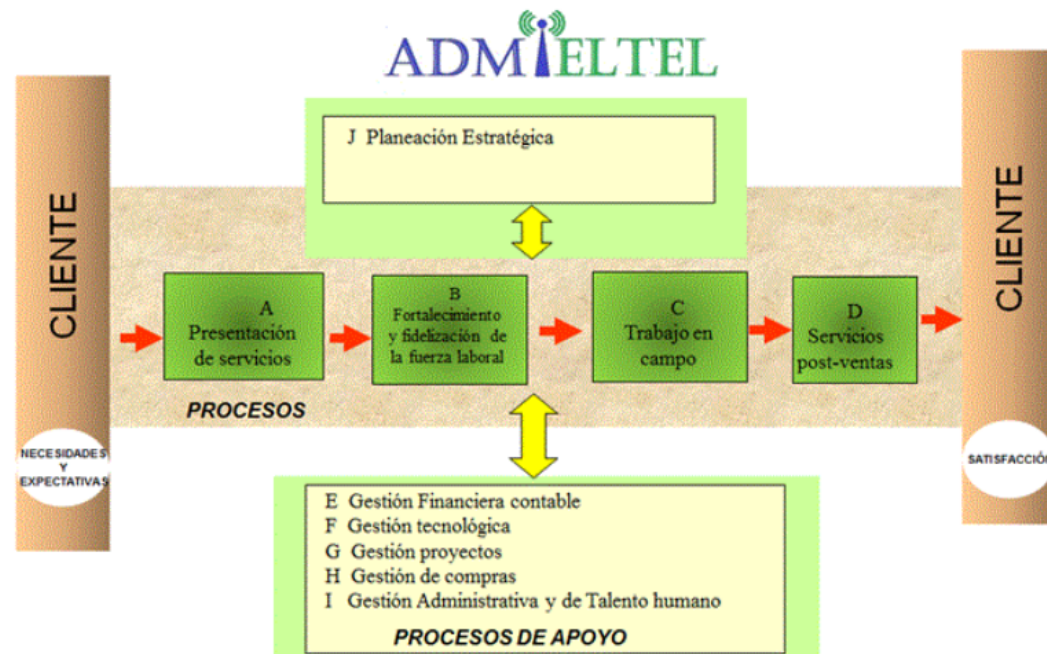 ADMIELTEL
J Planeación Estratégica
CLIENTE
CLIENTE
A
Presentación
de servicios
B
Fortalecimiento
y fidelización de
la fuerza laboral
C
Trabajo en
campo
D
Servicios
post-ventas
PROCESOS
NECESIDADES
Y
EXPECTATIVAS
SATISFACCIÓN
E Gestión Financiera contable
F Gestión tecnológica
G Gestión proyectos
H Gestión de compras
I Gestión Administrativa y de Talento humano
PROCESOS DE APOYO